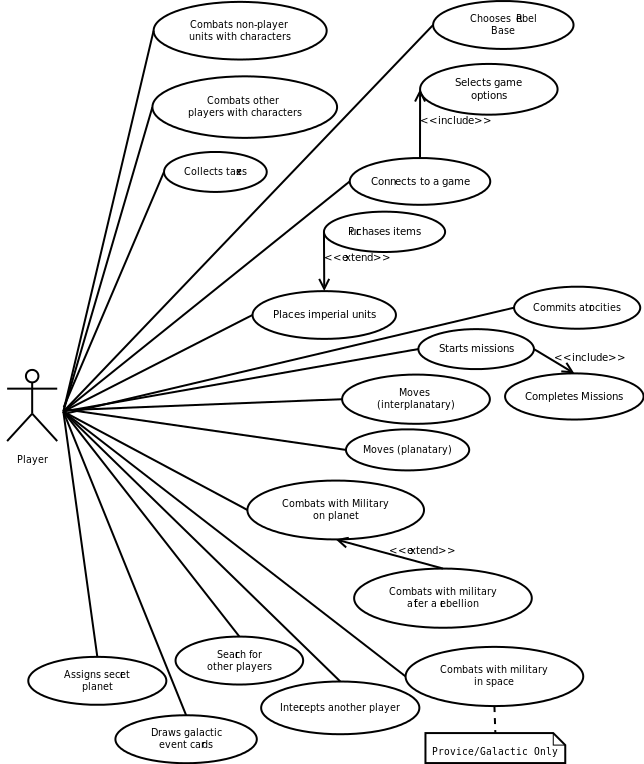 Combats non-player
units with characters
Chooses Rebel
Base
Selects game
options
Combats other
players with characters
<<include>>
Collects taxes
Connects to a game
Purchases items
<<extend>>
Places imperial units
Commits atrocities
Starts missions
<<include>>
Completes Missions
Moves
(interplanatary)
Moves (planatary)
Player
Combats with Military
on planet
<<extend>>
Combats with military
after a rebellion
Search for
other players
Combats with military
in space
Assigns secret
planet
Intercepts another player
Draws galactic
event cards
Provice/Galactic Only